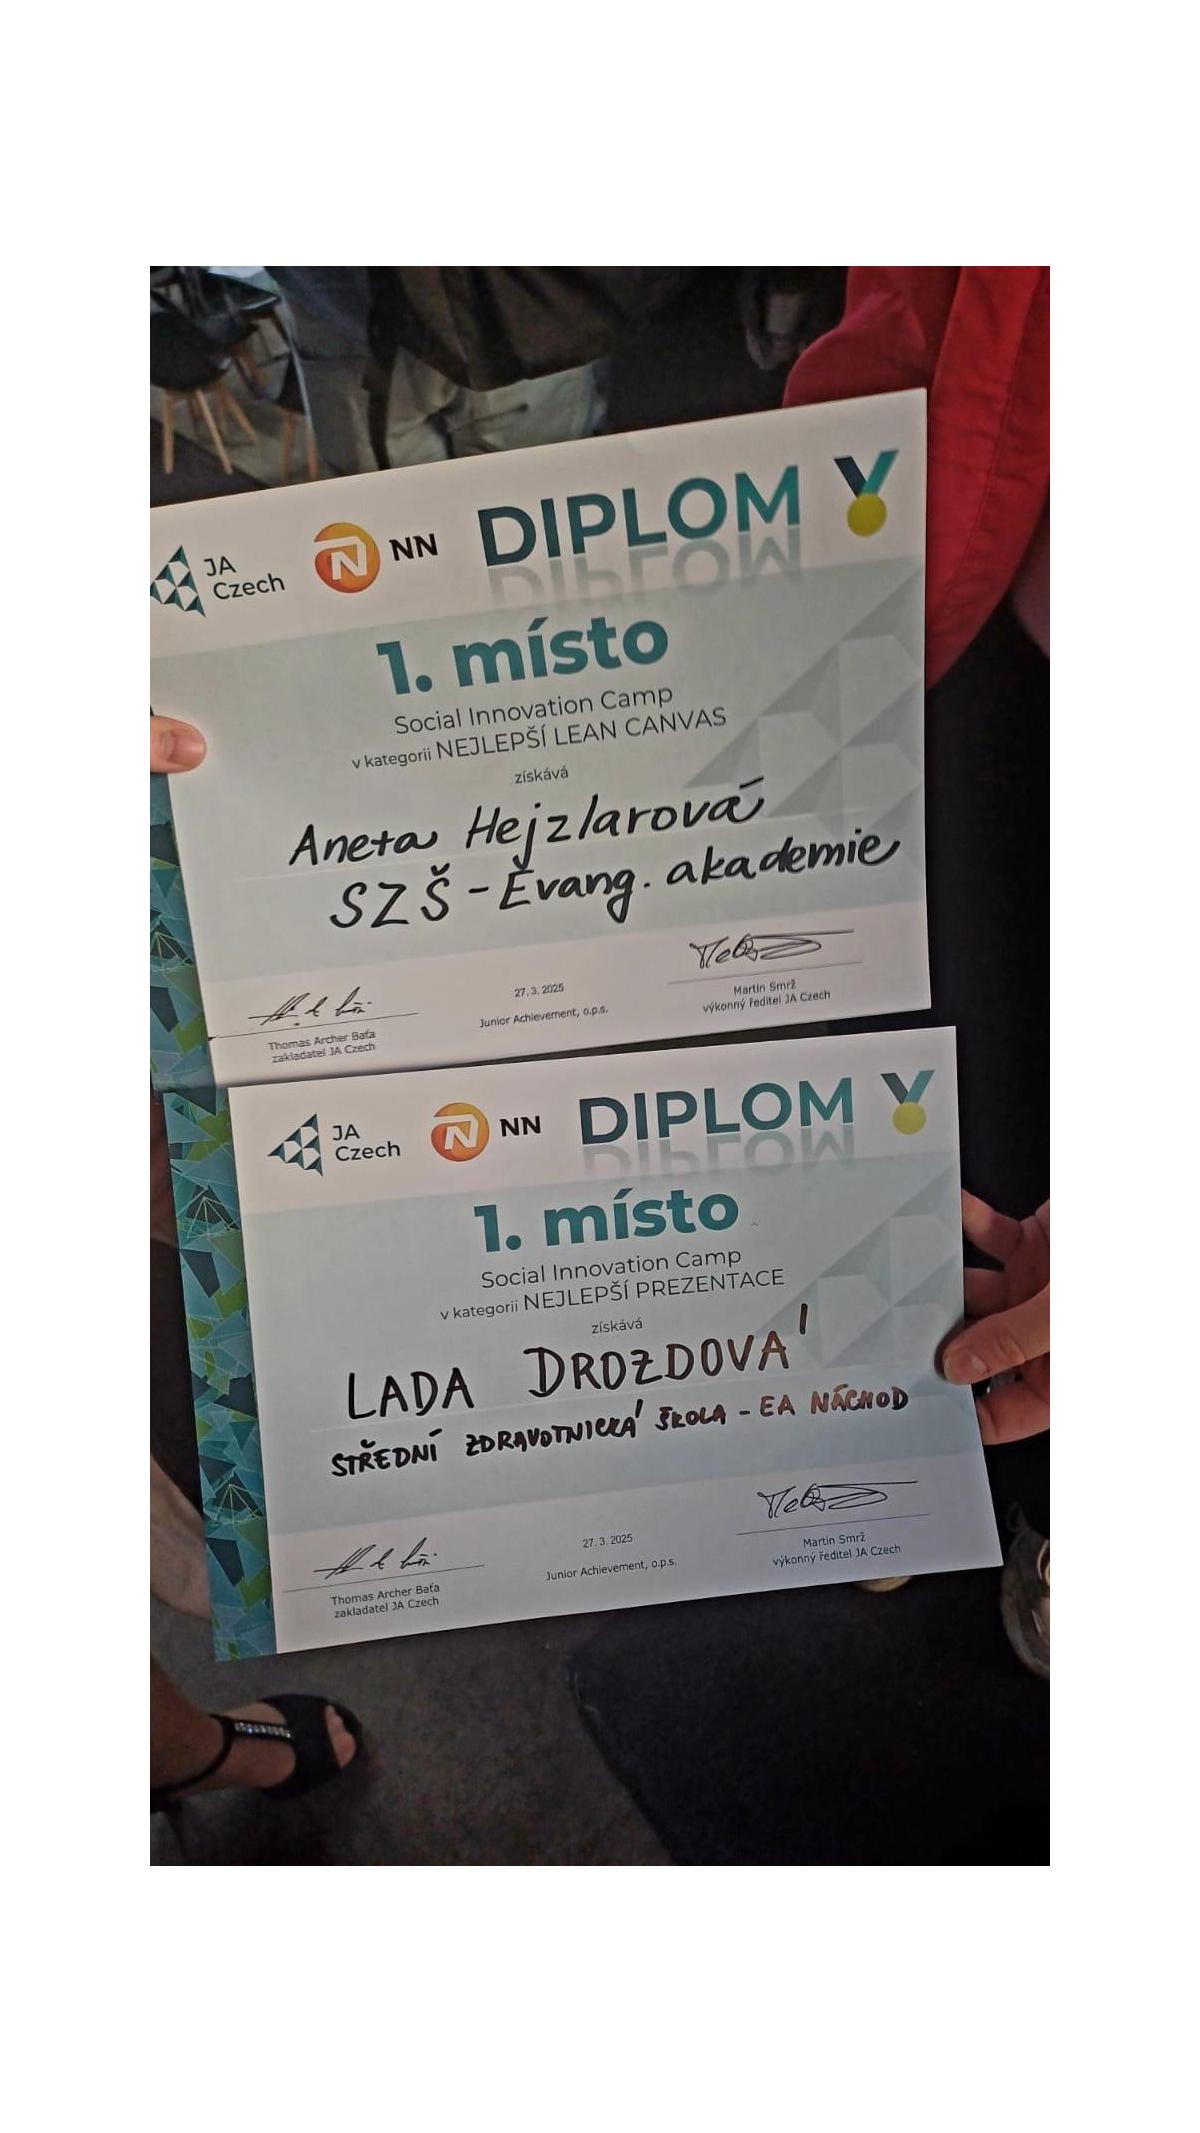 JA
Czech
NN
DIPLOM
1. místo
Social Innovation Camp
v kategorii NEJLEPŠÍ LEAN CANVAS
získává
Aneta Hejzlarová
SZŠ - Evang. akademie
Thomas Archer Baťa
zakladatel JA Czech
27. 3. 2025
Junior Achievement, o.p.s.
Martin Smrž
výkonný ředitel JA Czech
JA
Czech
NN
DIPLOM
1. místo
Social Innovation Camp
v kategorii NEJLEPŠÍ PREZENTACE
získává
LADA DROZDOVÁ
STŘEDNÍ ZDRAVOTNICKÁ ŠKOLA - EA NÁCHOD
Thomas Archer Baťa
zakladatel JA Czech
27. 3. 2025
Junior Achievement, o.p.s.
Martin Smrž
výkonný ředitel JA Czech